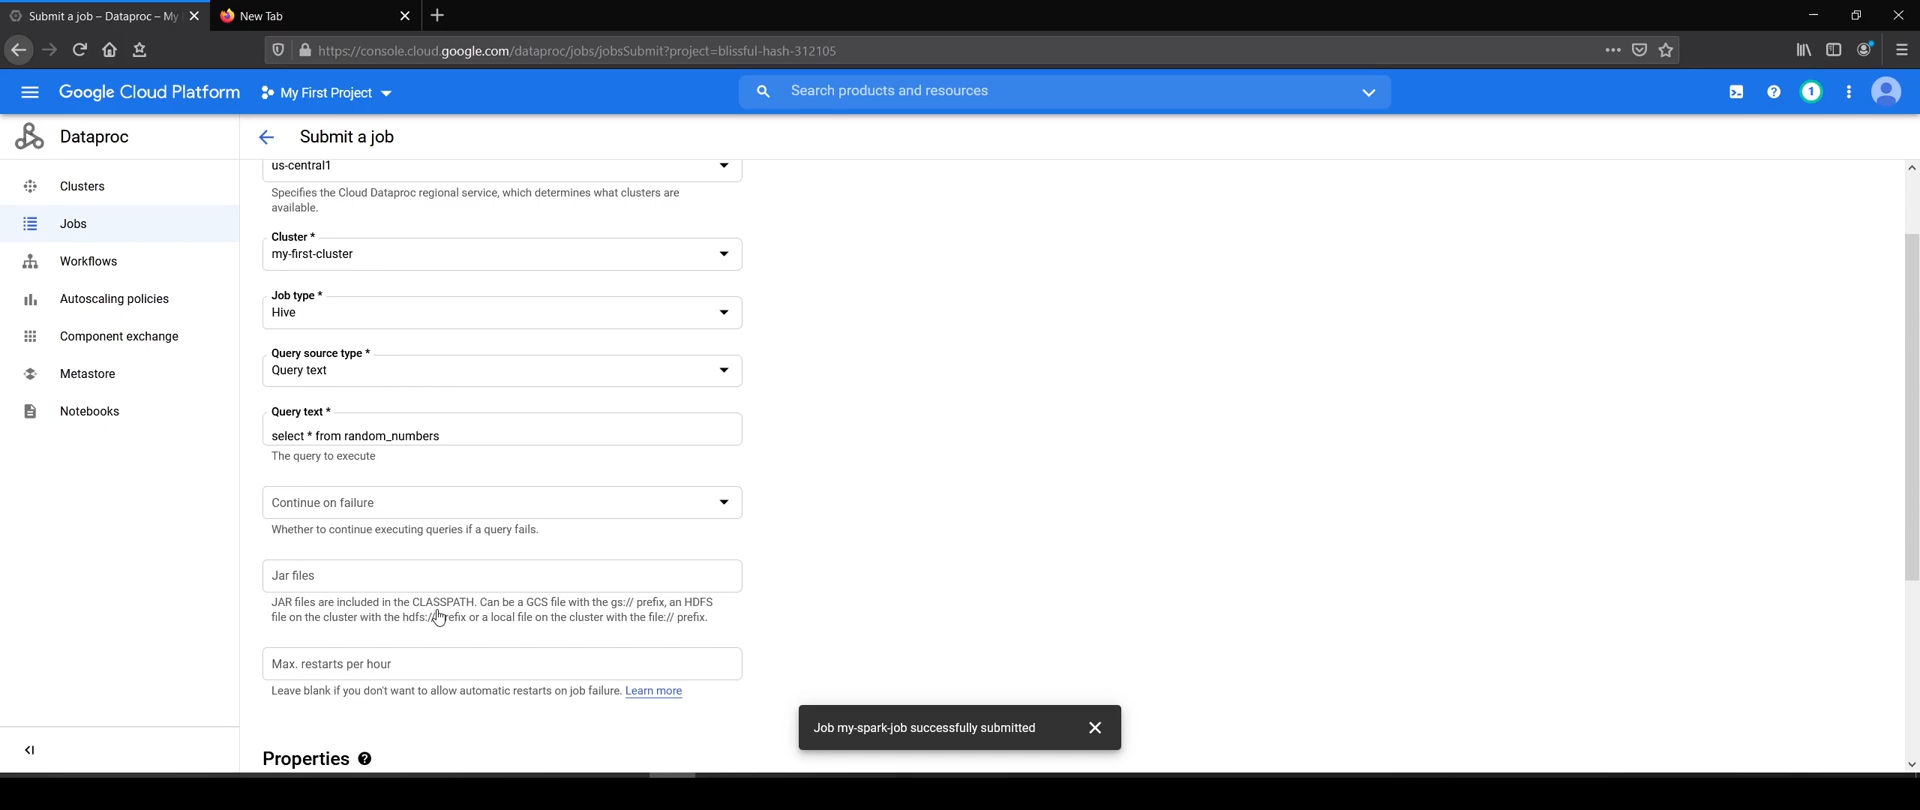 Submit a job – Dataproc – My
New Tab
https://console.cloud.google.com/dataproc/jobs/jobsSubmit?project=blissful-hash-312105
Google Cloud Platform
My First Project
Search products and resources
1
Dataproc
Submit a job
Clusters
Jobs
Workflows
Autoscaling policies
Component exchange
Metastore
Notebooks
us-central1
Specifies the Cloud Dataproc regional service, which determines what clusters are
available.
Cluster *
my-first-cluster
Job type *
Hive
Query source type *
Query text
Query text *
select * from random_numbers
The query to execute
Continue on failure
Whether to continue executing queries if a query fails.
Jar files
JAR files are included in the CLASSPATH. Can be a GCS file with the gs:// prefix, an HDFS
file on the cluster with the hdfs:// prefix or a local file on the cluster with the file:// prefix.
Max. restarts per hour
Leave blank if you don't want to allow automatic restarts on job failure. Learn more
Job my-spark-job successfully submitted
Properties